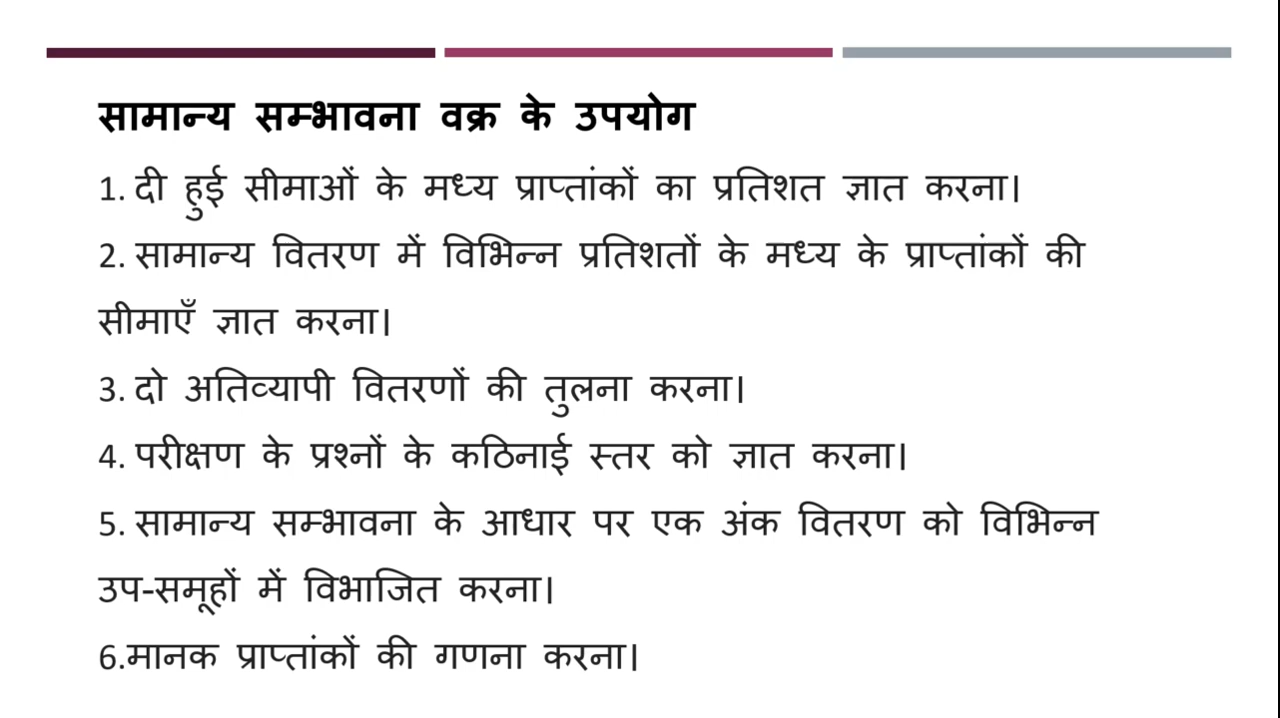 सामान्य सम्भावना वक्र के उपयोग
1. दी हुई सीमाओं के मध्य प्राप्तांकों का प्रतिशत ज्ञात करना।
2. सामान्य वितरण में विभिन्न प्रतिशतों के मध्य के प्राप्तांकों की
सीमाएँ ज्ञात करना।
3. दो अतिव्यापी वितरणों की तुलना करना।
4. परीक्षण के प्रश्नों के कठिनाई स्तर को ज्ञात करना।
5. सामान्य सम्भावना के आधार पर एक अंक वितरण को विभिन्न
उप-समूहों में विभाजित करना।
6.मानक प्राप्तांकों की गणना करना।